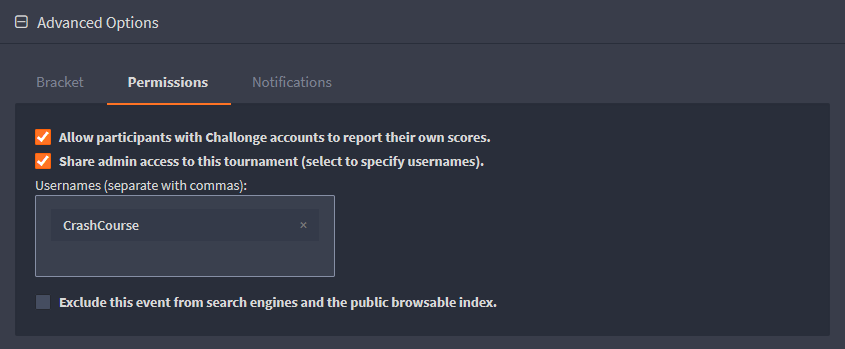 Advanced Options
Bracket Permissions Notifications
Allow participants with Challonge accounts to report their own scores.
Share admin access to this tournament (select to specify usernames).
Usernames (separate with commas):
CrashCourse ×
Exclude this event from search engines and the public browsable index.